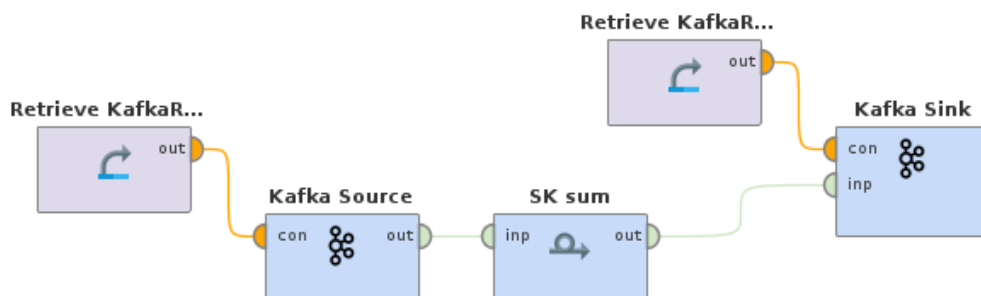 Retrieve KafkaR...
out
Kafka Sink
con
inp
Retrieve KafkaR...
out
Kafka Source
con out
SK sum
inp out